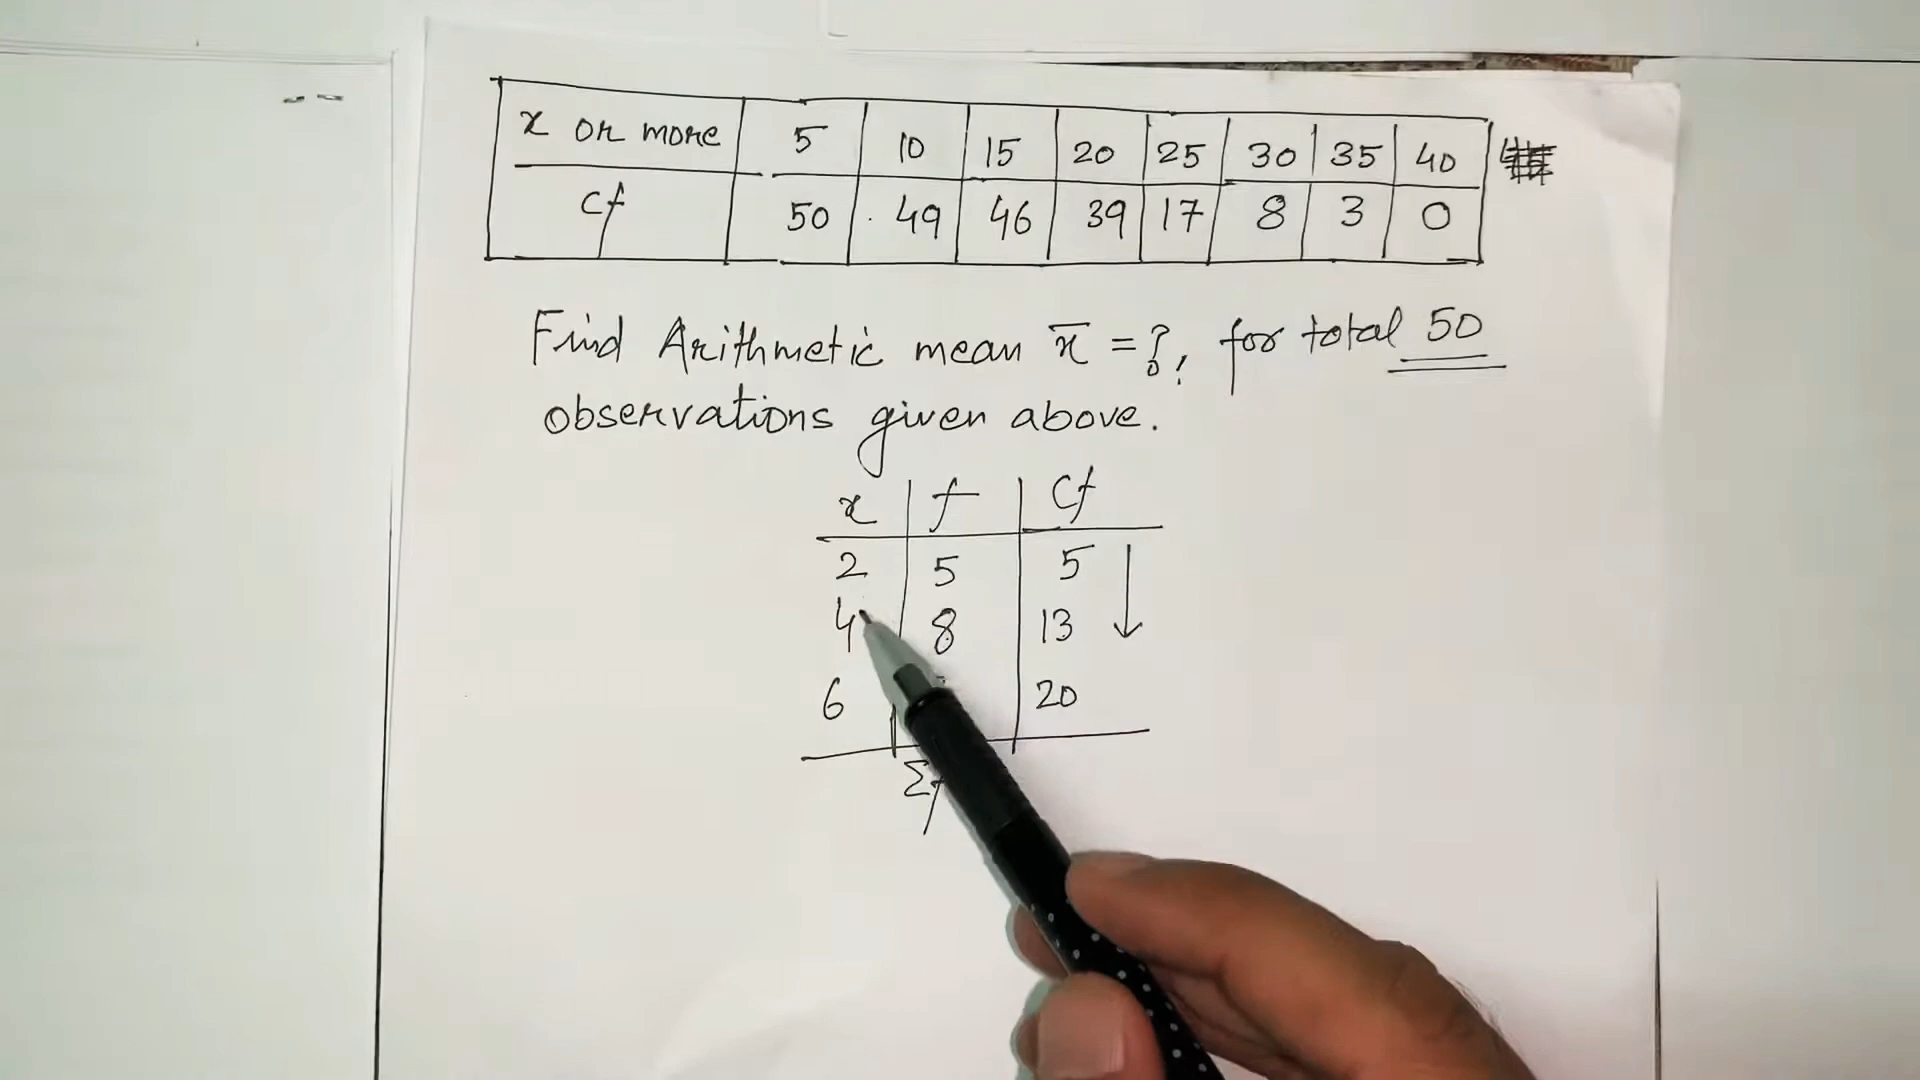 x or more 5 10 15 20 25 30 35 40
cf 50 49 46 39 17 8 3 0
Find Arithmetic mean x̄ = ?, for total 50
observations given above.
x f Cf
2 5 5
4 8 13
6 20
Σf